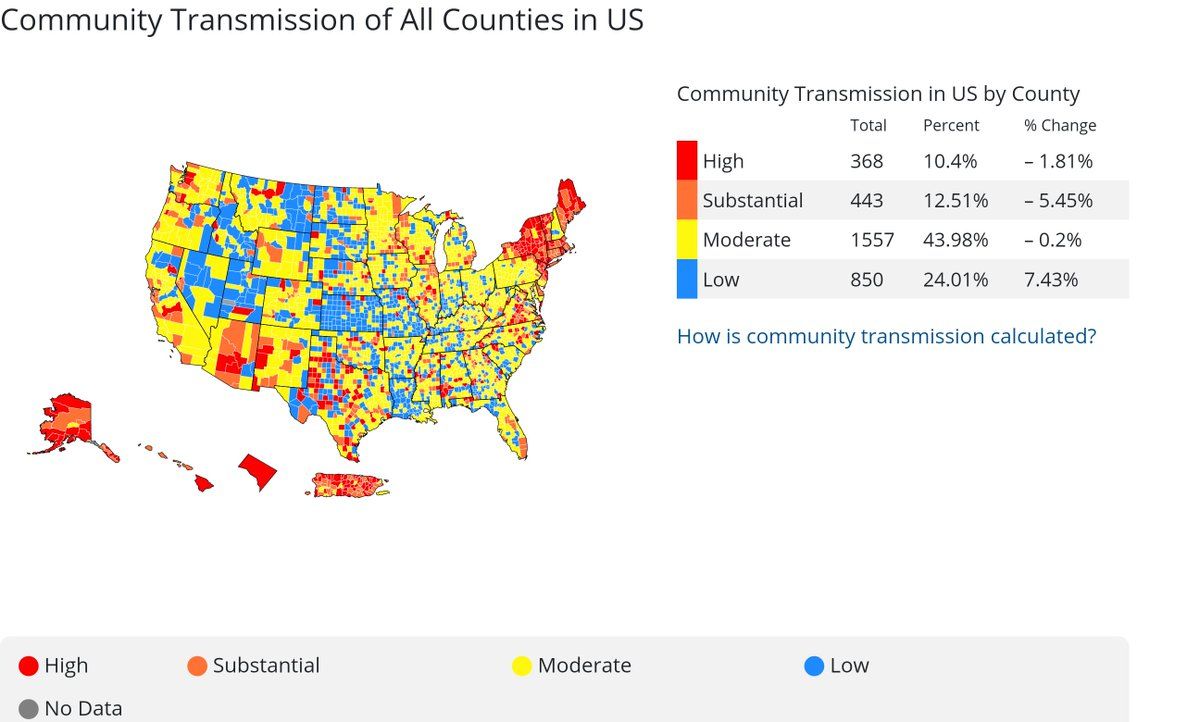 Community Transmission of All Counties in US
Community Transmission in US by County
Total Percent % Change
High 368 10.4% – 1.81%
Substantial 443 12.51% – 5.45%
Moderate 1557 43.98% – 0.2%
Low 850 24.01% 7.43%
How is community transmission calculated?
High Substantial Moderate Low
No Data